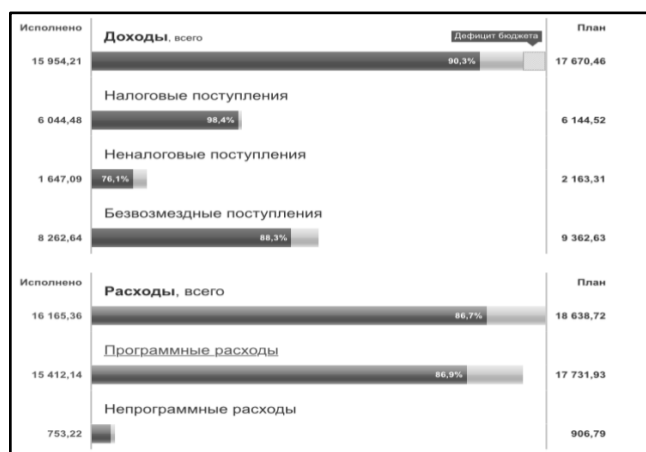 Исполнено
План
Доходы, всего
Дефицит бюджета
15 954,21
90,3%
17 670,46
Налоговые поступления
6 044,48
98,4%
6 144,52
Неналоговые поступления
1 647,09
76,1%
2 163,31
Безвозмездные поступления
8 262,64
88,3%
9 362,63
Исполнено
План
Расходы, всего
16 165,36
86,7%
18 638,72
Программные расходы
15 412,14
86,9%
17 731,93
Непрограммные расходы
753,22
906,79